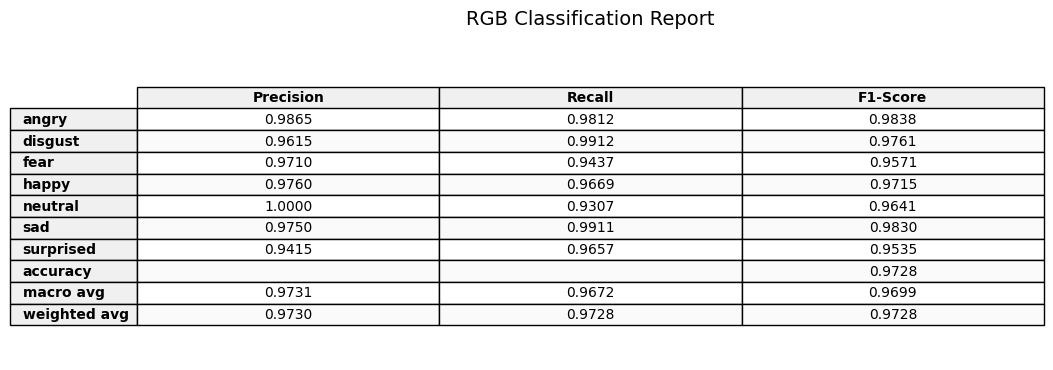 RGB Classification Report
Precision Recall F1-Score
angry 0.9865 0.9812 0.9838
disgust 0.9615 0.9912 0.9761
fear 0.9710 0.9437 0.9571
happy 0.9760 0.9669 0.9715
neutral 1.0000 0.9307 0.9641
sad 0.9750 0.9911 0.9830
surprised 0.9415 0.9657 0.9535
accuracy 0.9728
macro avg 0.9731 0.9672 0.9699
weighted avg 0.9730 0.9728 0.9728